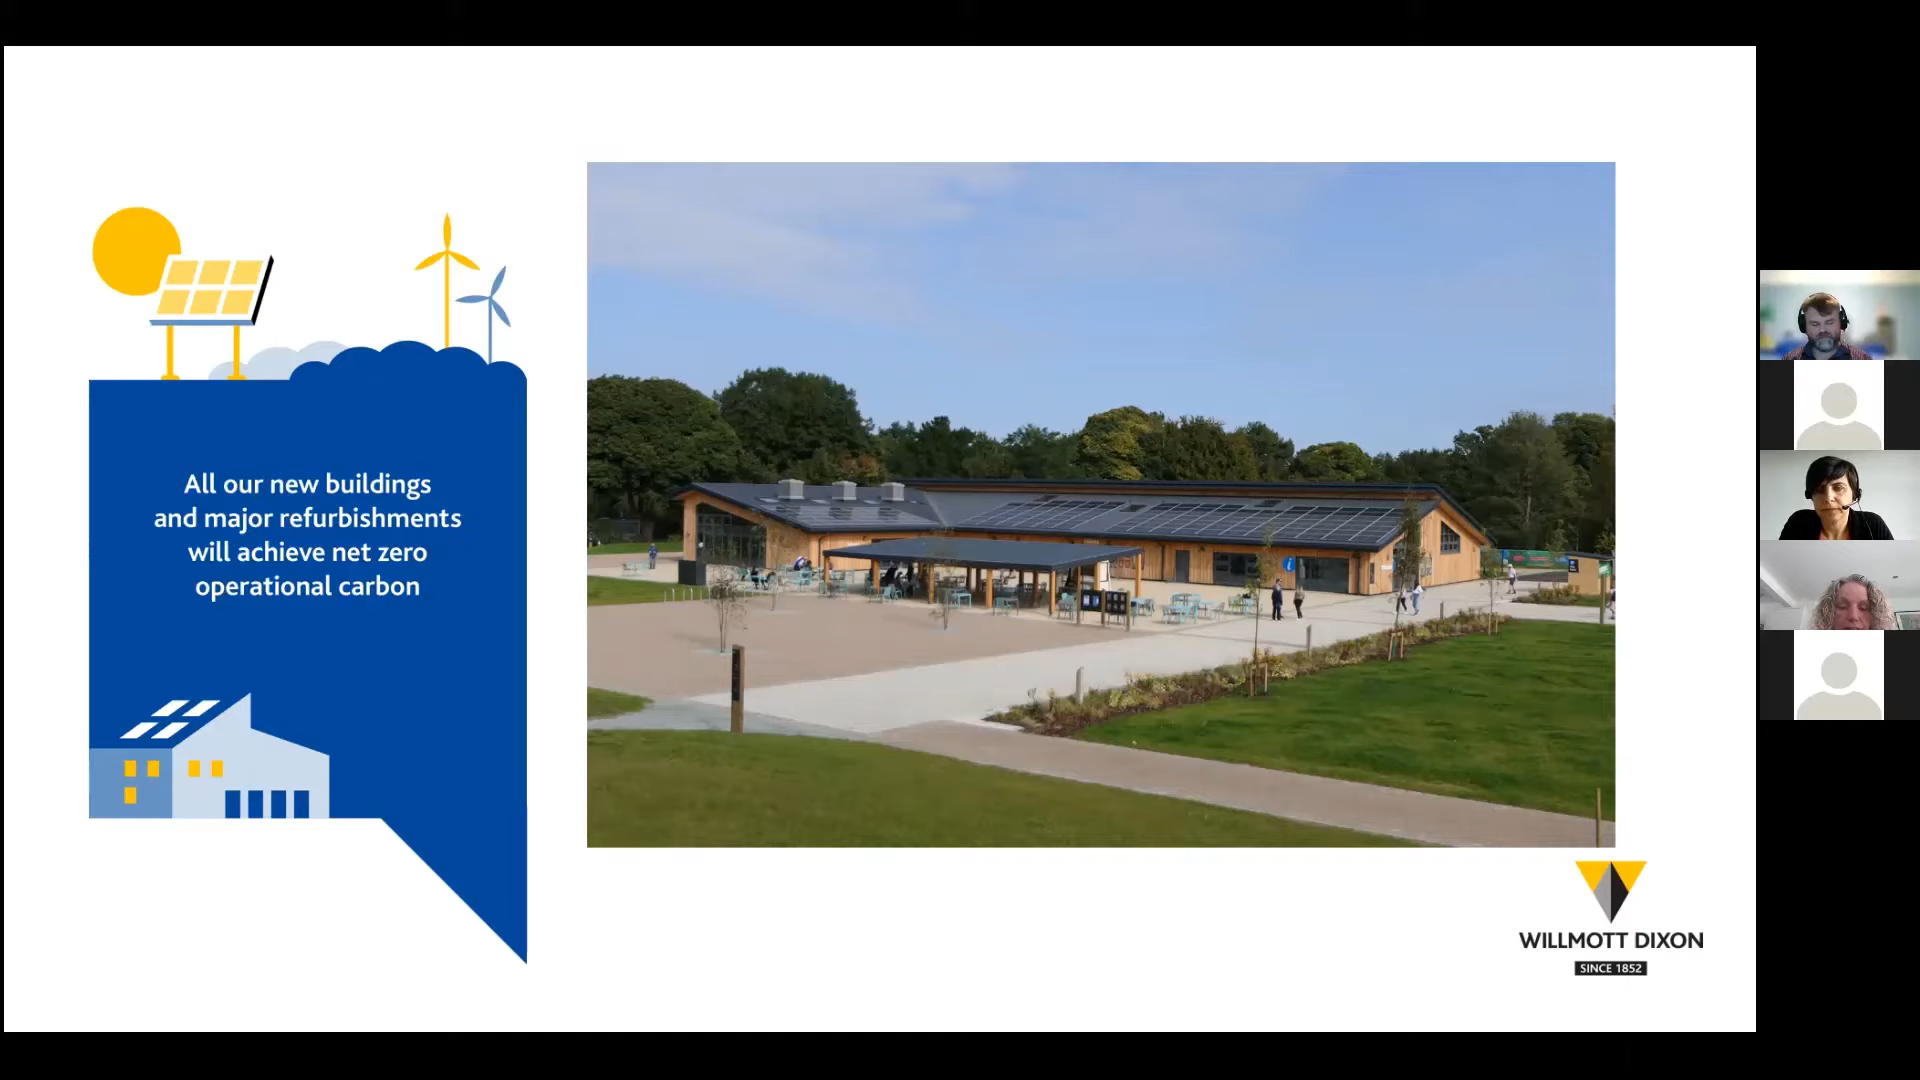 All our new buildings
and major refurbishments
will achieve net zero
operational carbon
i
WILLMOTT DIXON
SINCE 1852